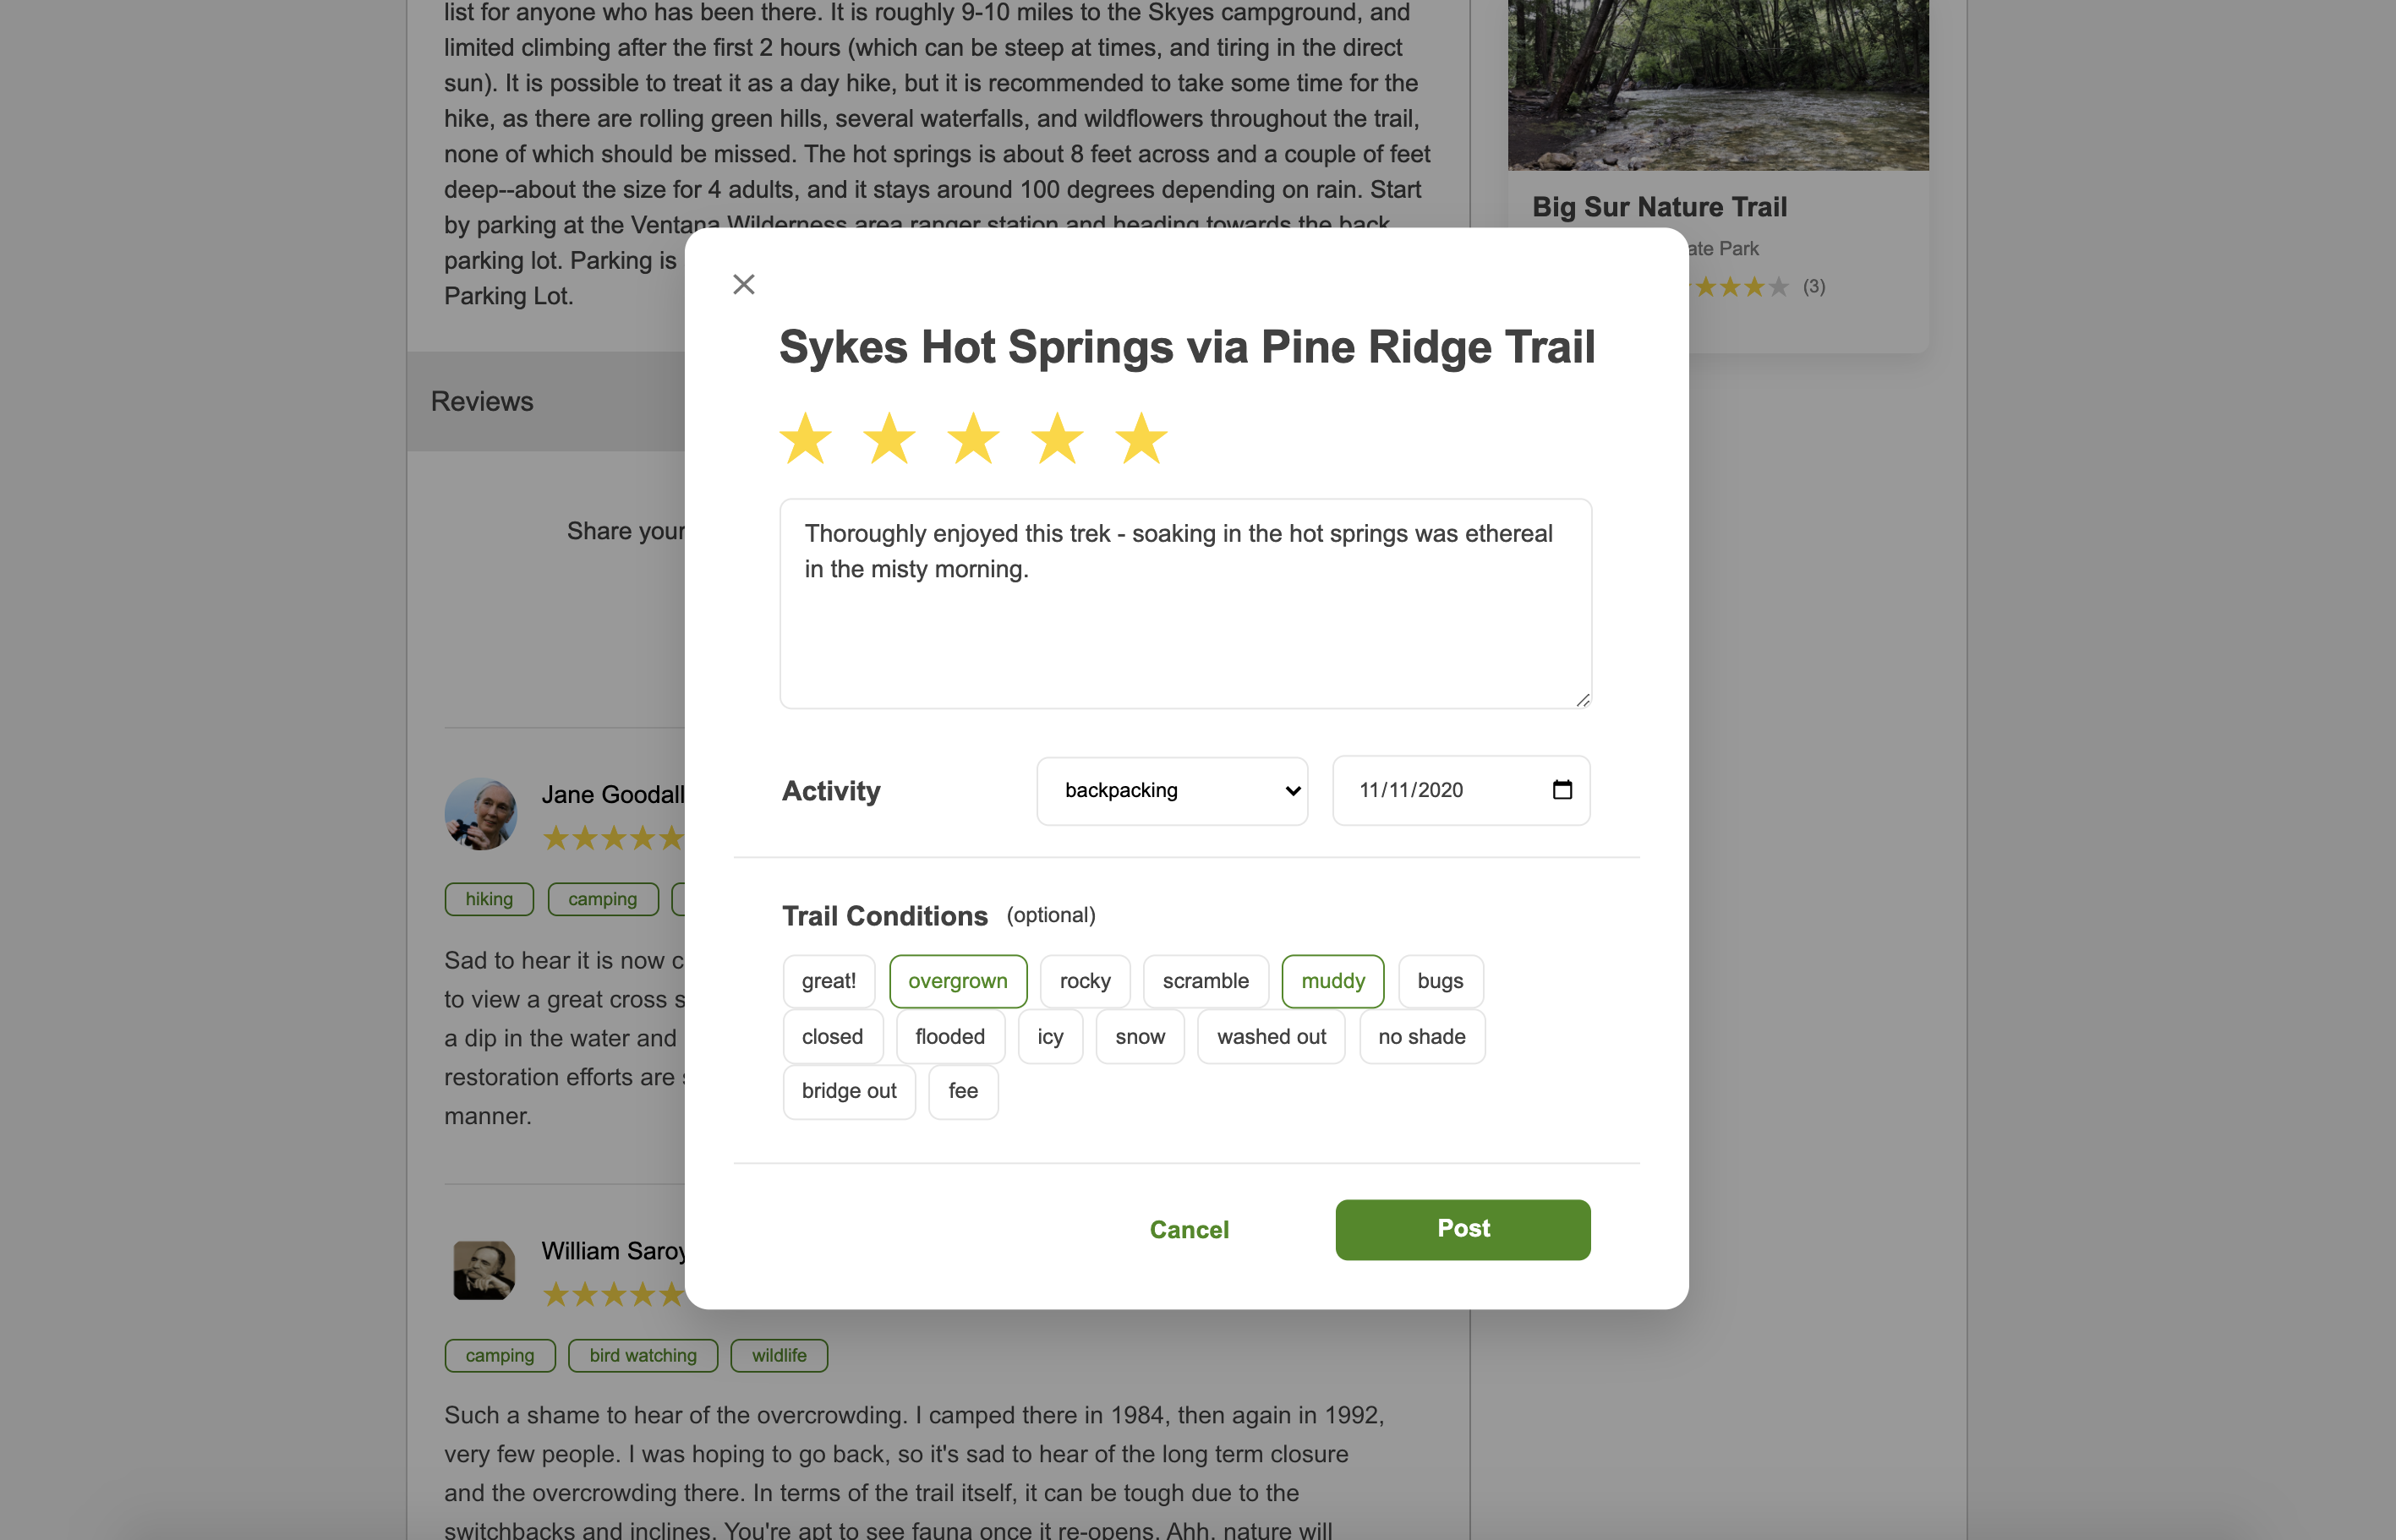 list for anyone who has been there. It is roughly 9-10 miles to the Skyes campground, and
limited climbing after the first 2 hours (which can be steep at times, and tiring in the direct
sun). It is possible to treat it as a day hike, but it is recommended to take some time for the
hike, as there are rolling green hills, several waterfalls, and wildflowers throughout the trail,
none of which should be missed. The hot springs is about 8 feet across and a couple of feet
deep--about the size for 4 adults, and it stays around 100 degrees depending on rain. Start
by parking at the Ventana Wilderness area ranger station and heading towards the back
parking lot. Parking is
Parking Lot.
Big Sur Nature Trail
Park
(3)
Reviews
Share your
Sykes Hot Springs via Pine Ridge Trail
Thoroughly enjoyed this trek - soaking in the hot springs was ethereal
in the misty morning.
Activity
backpacking
11/11/2020
Trail Conditions (optional)
great! overgrown rocky scramble muddy bugs
closed flooded icy snow washed out no shade
bridge out fee
Cancel
Post
Jane Goodall
hiking camping
Sad to hear it is now
to view a great cross
a dip in the water and
restoration efforts are
manner.
William
camping bird watching wildlife
Such a shame to hear of the overcrowding. I camped there in 1984, then again in 1992,
very few people. I was hoping to go back, so it's sad to hear of the long term closure
and the overcrowding there. In terms of the trail itself, it can be tough due to the
switchbacks and inclines. You're apt to see fauna once it re-opens. Ahh, nature will